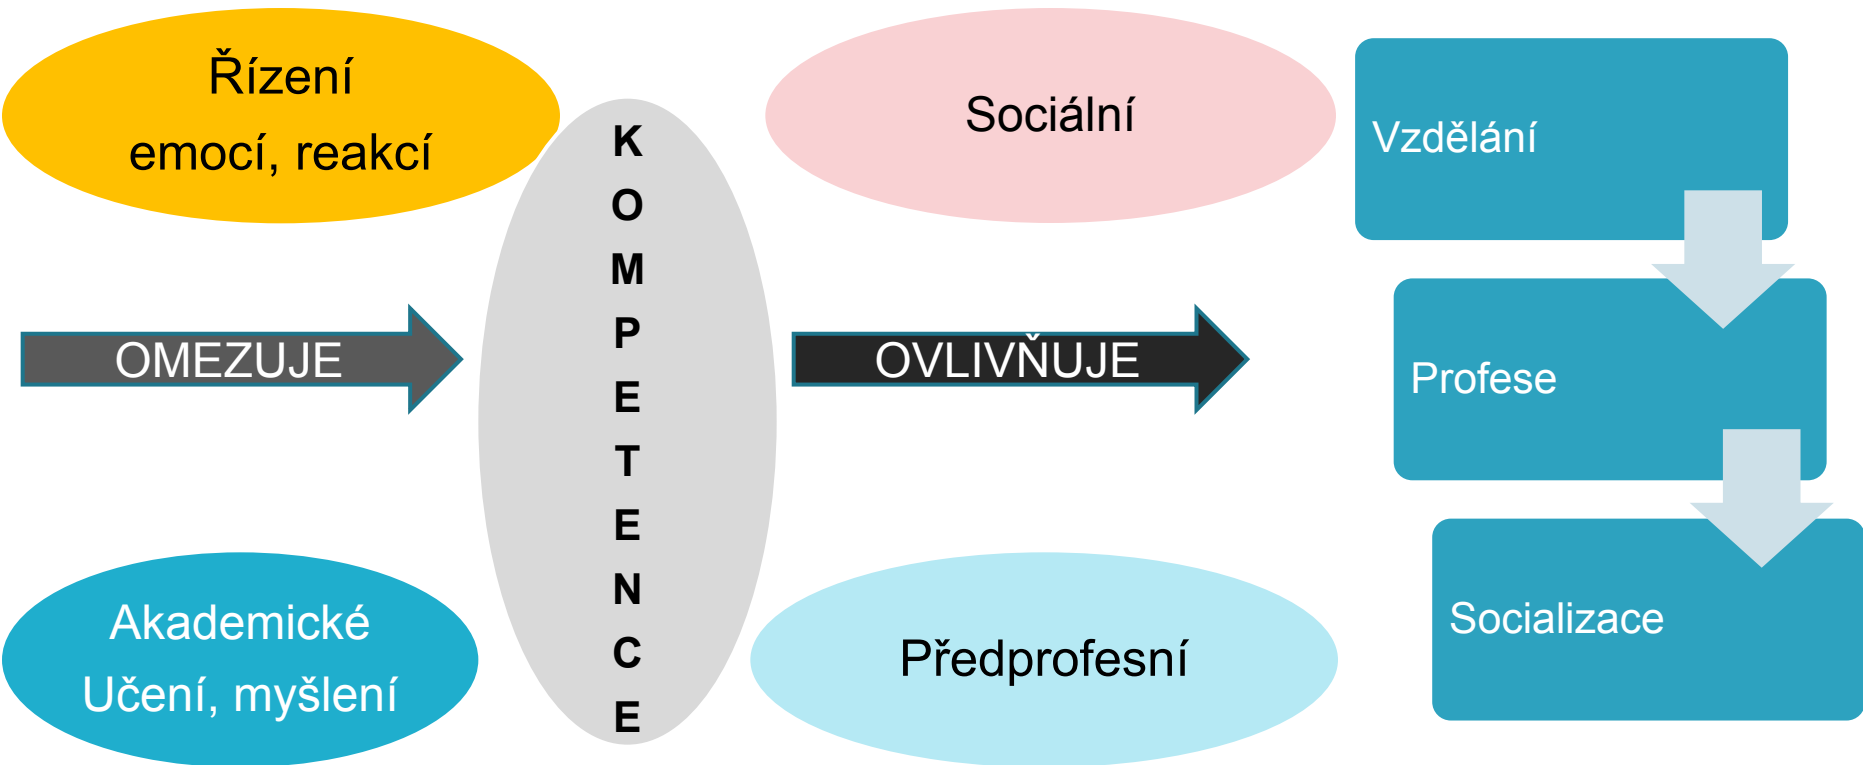 Řízení
emocí, reakcí
OMEZUJE
Akademické
Učení, myšlení
K
O
M
P
E
T
E
N
C
E
Sociální
OVLIVŇUJE
Předprofesní
Vzdělání
Profese
Socializace